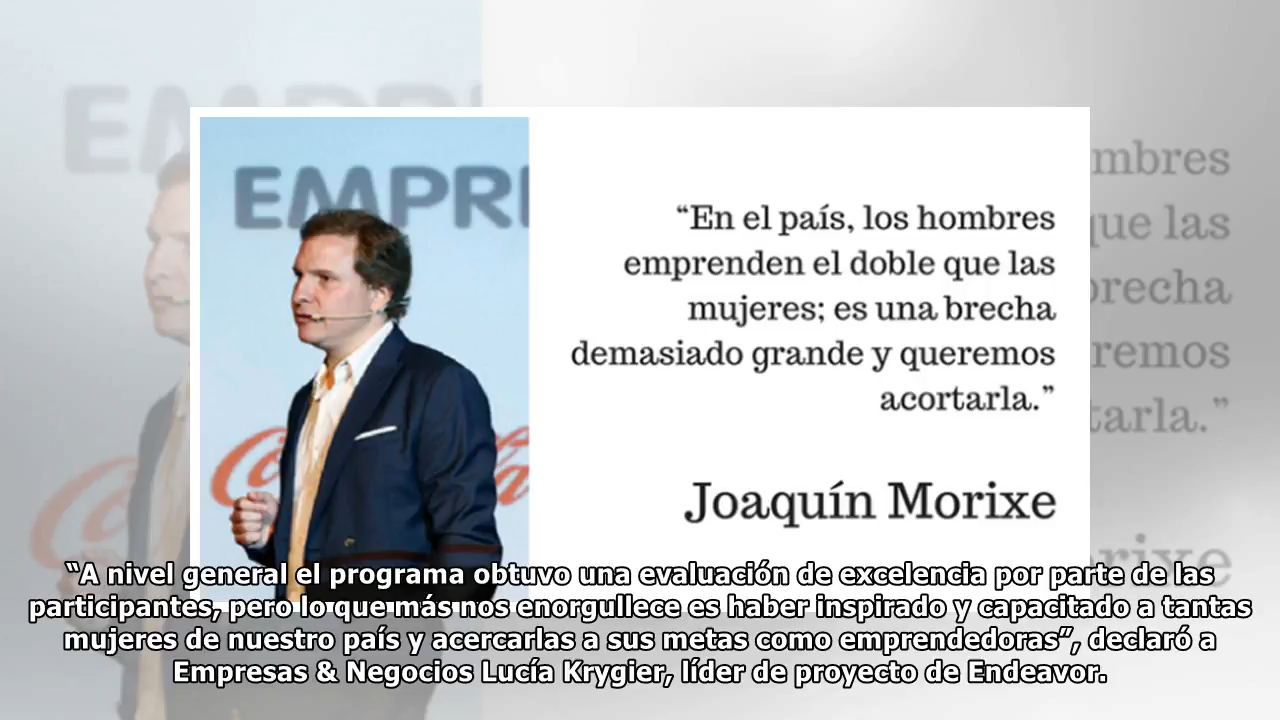 EMPRE
“En el país, los hombres
emprenden el doble que las
mujeres; es una brecha
demasiado grande y queremos
acortarla.”
Joaquín Morixe
“A nivel general el programa obtuvo una evaluación de excelencia por parte de las
participantes, pero lo que más nos enorgullece es haber inspirado y capacitado a tantas
mujeres de nuestro país y acercarlas a sus metas como emprendedoras”, declaró a
Empresas & Negocios Lucía Krygier, líder de proyecto de Endeavor.